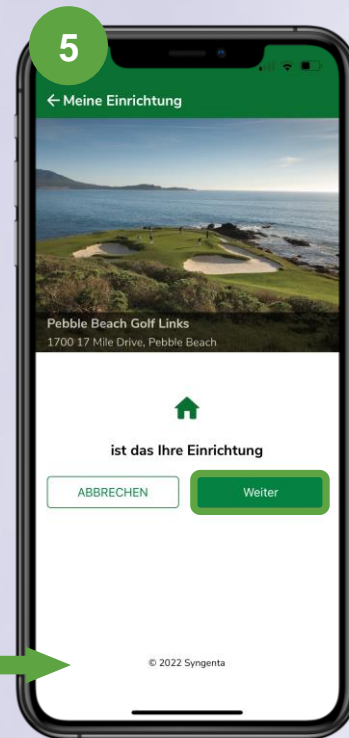 5
← Meine Einrichtung
Pebble Beach Golf Links
1700 17 Mile Drive, Pebble Beach
ist das Ihre Einrichtung
ABBRECHEN Weiter
© 2022 Syngenta